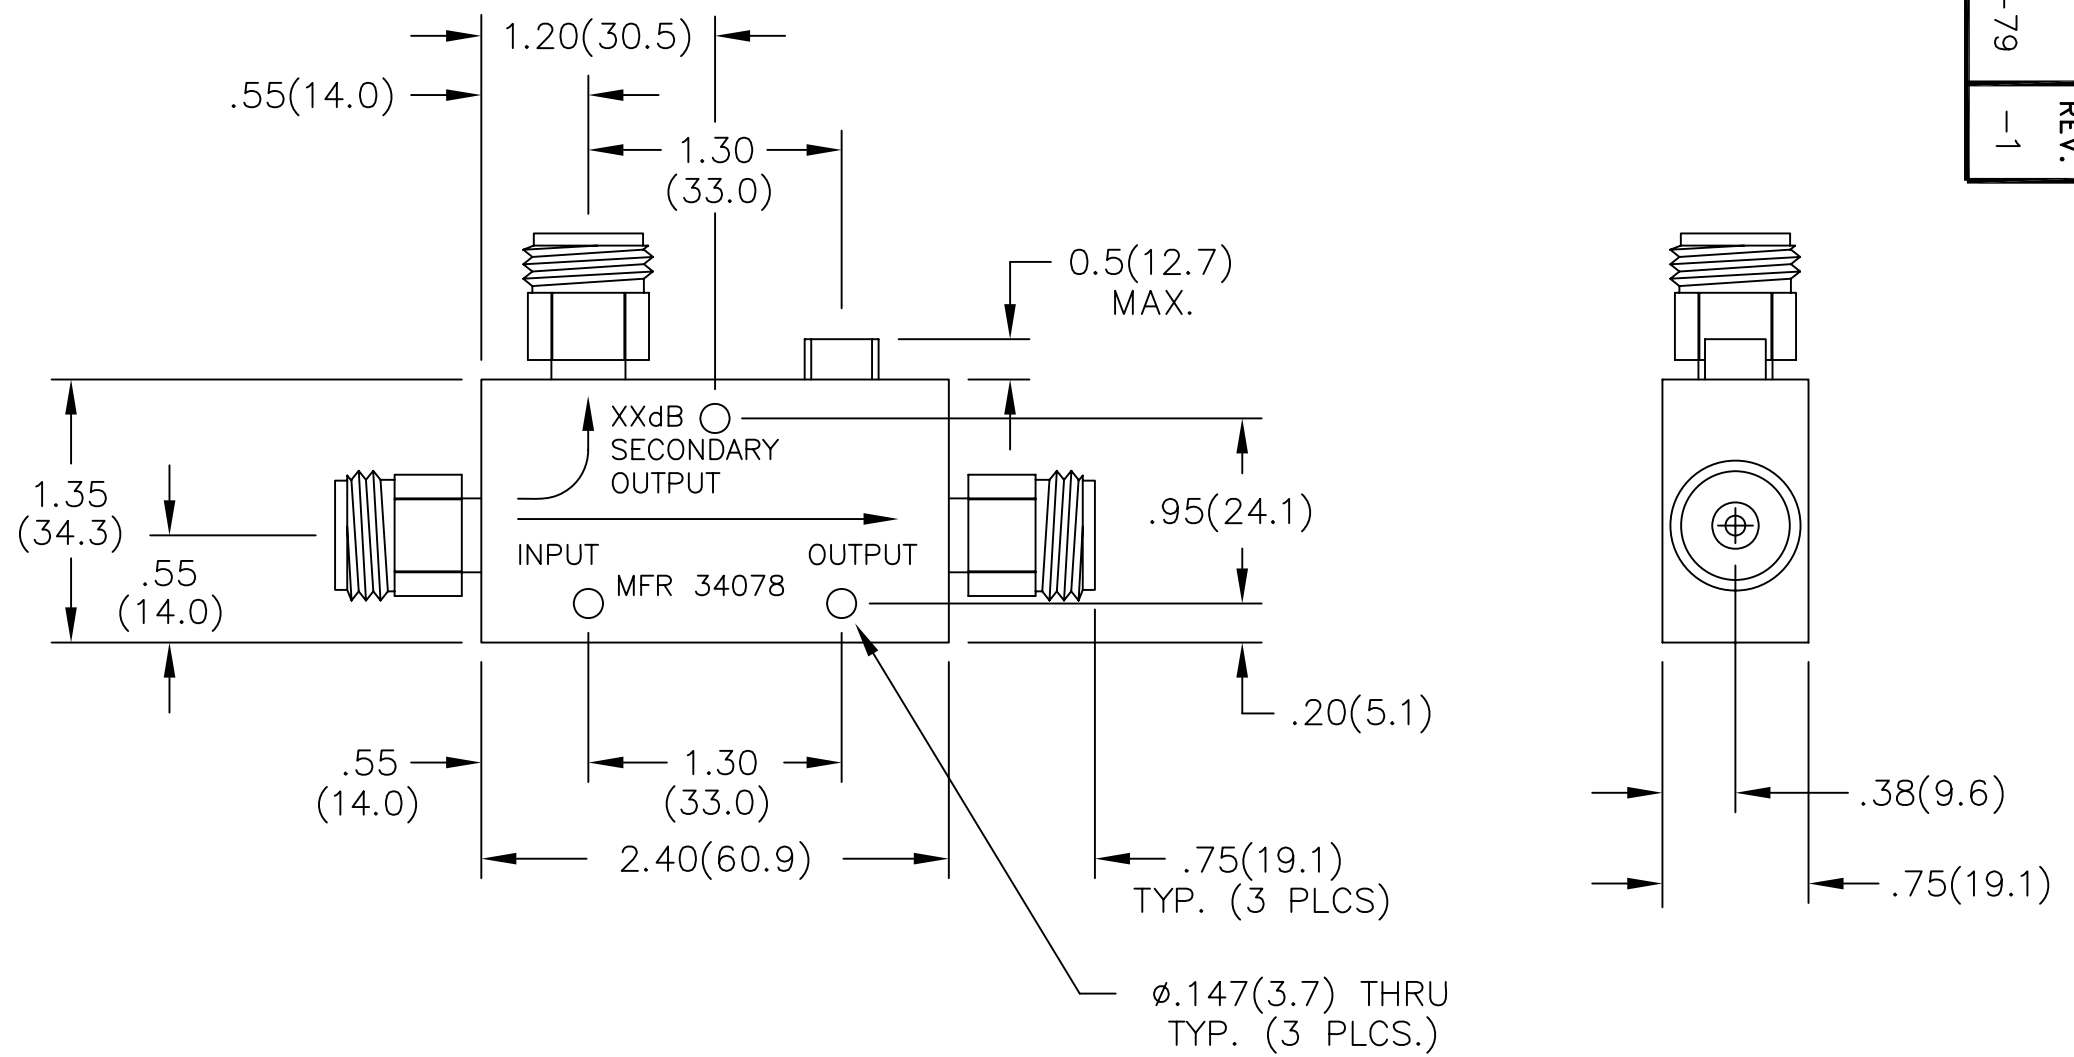 1.20(30.5)
.55(14.0)
1.30
(33.0)
-79
REV.
-1
0.5(12.7)
MAX.
XXdB
SECONDARY
OUTPUT
1.35
(34.3)
.55
(14.0)
INPUT
OUTPUT
MFR 34078
.95(24.1)
.20(5.1)
.55
(14.0)
1.30
(33.0)
2.40(60.9)
.75(19.1)
TYP. (3 PLCS)
.38(9.6)
.75(19.1)
ø.147(3.7) THRU
TYP. (3 PLCS.)